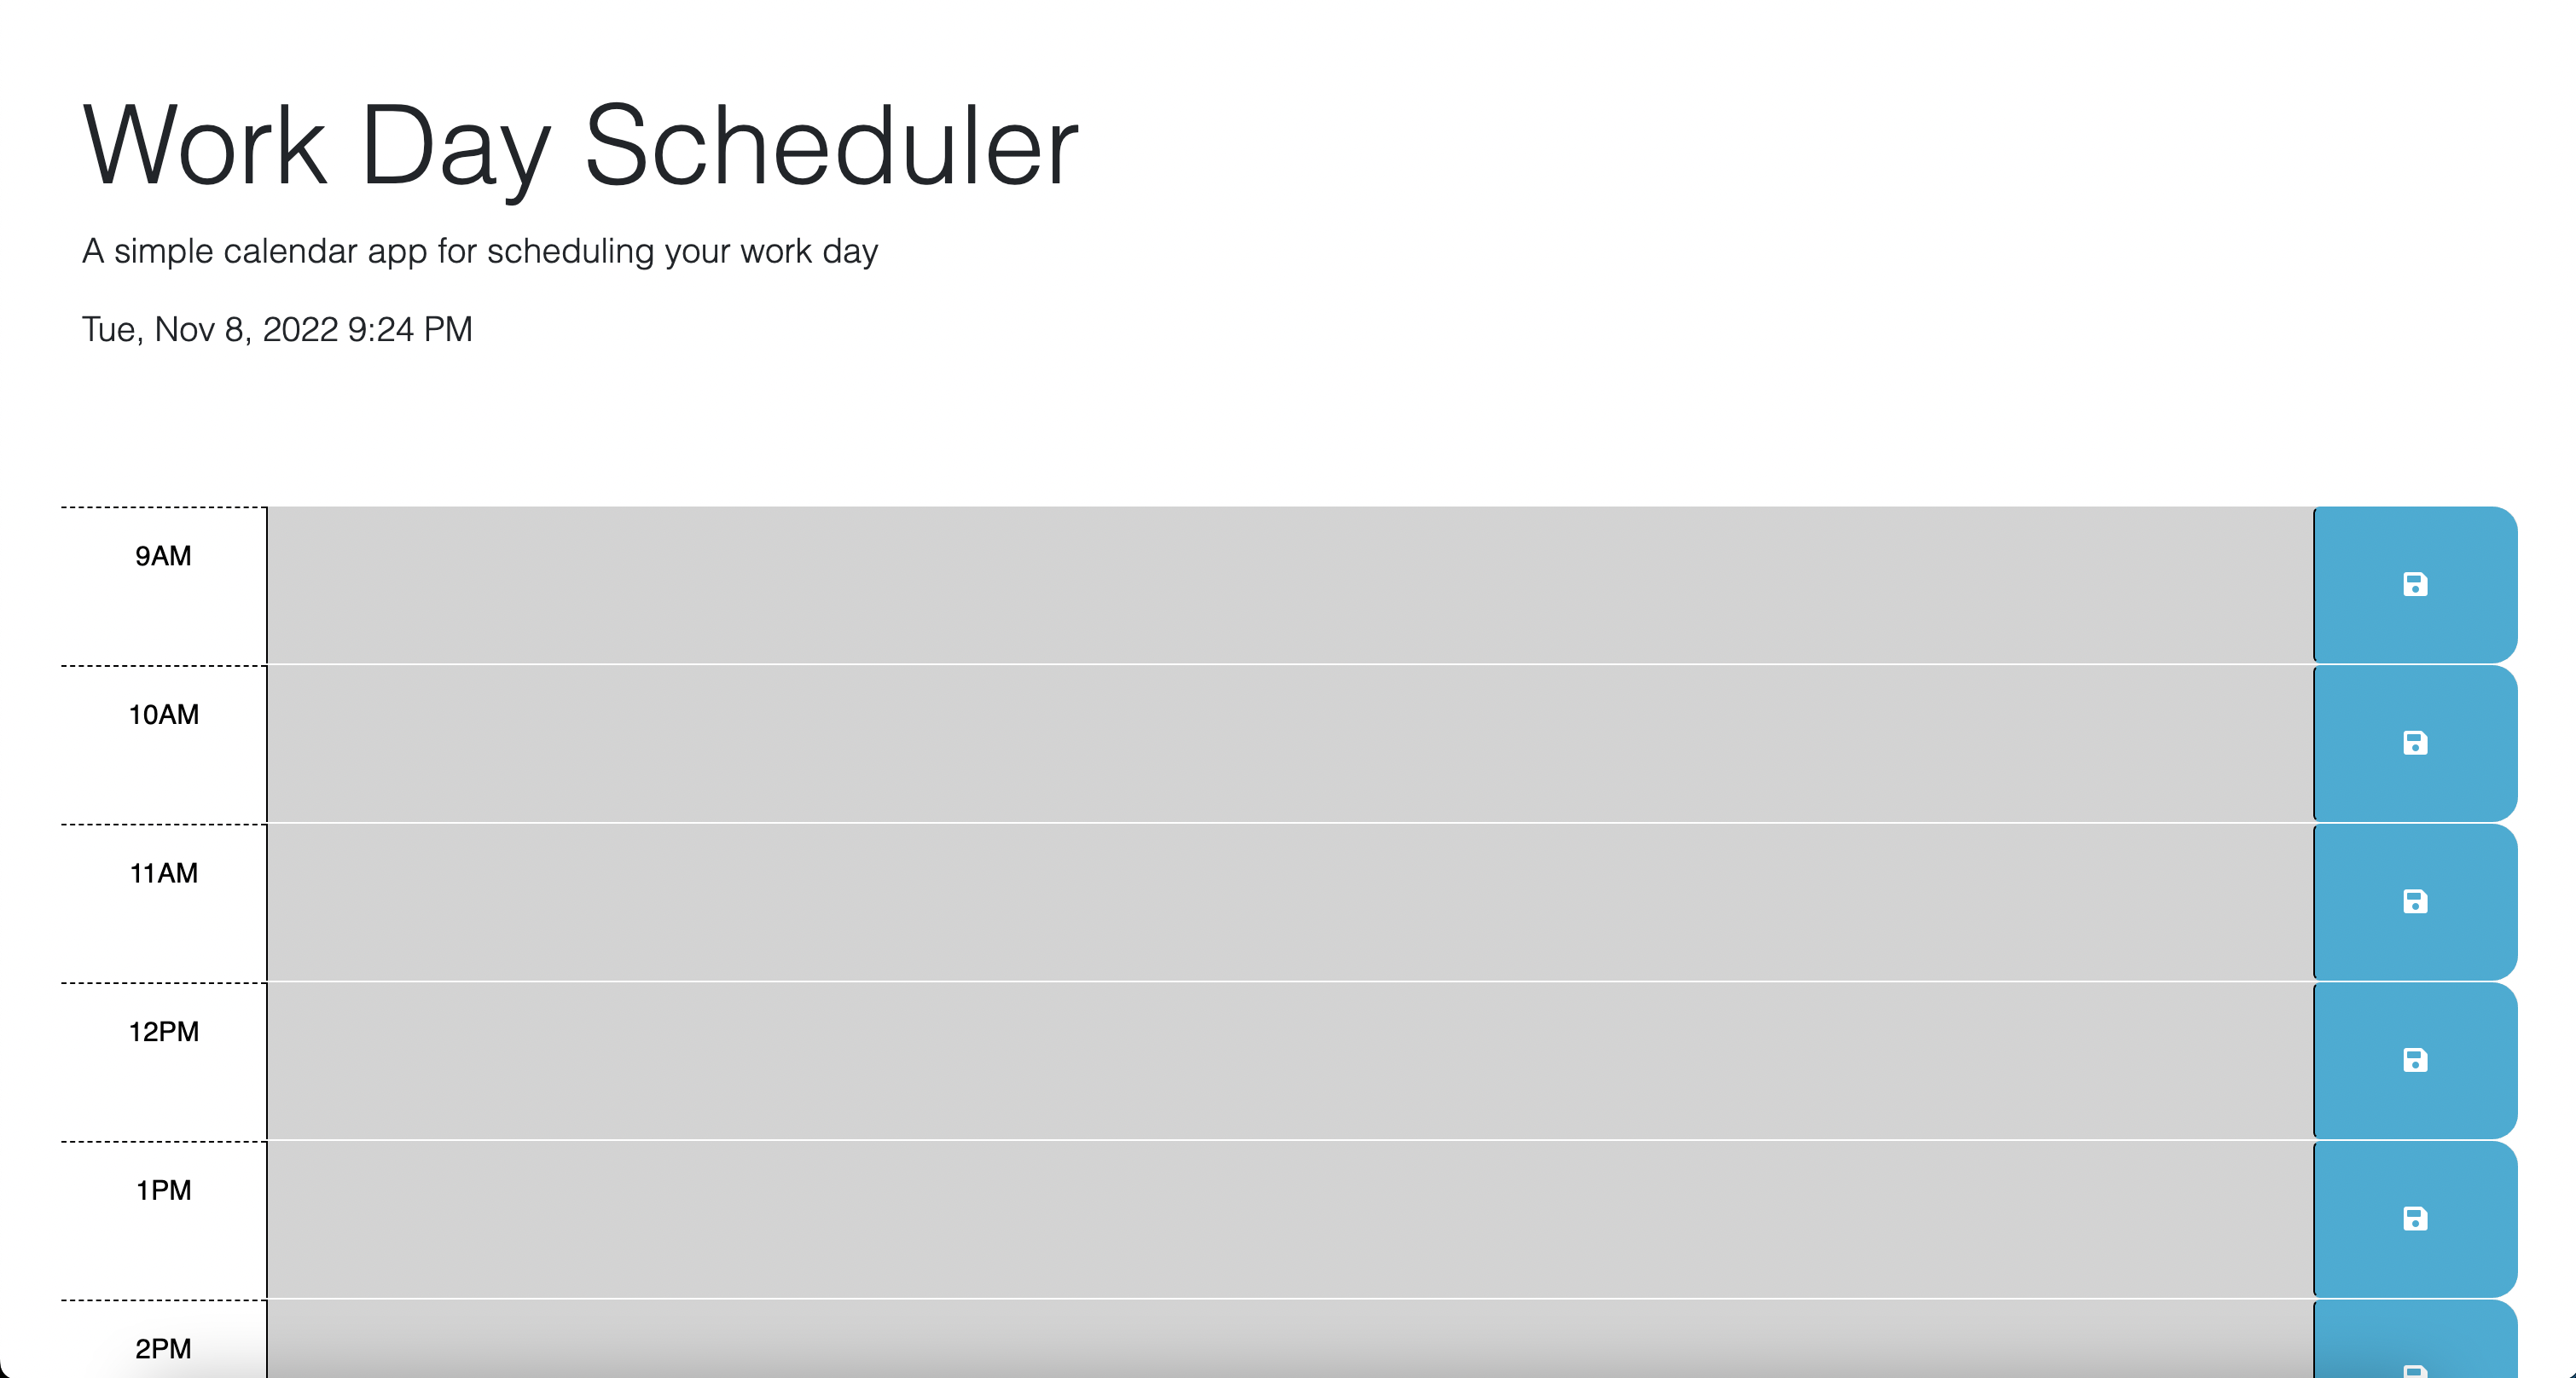 Work Day Scheduler
A simple calendar app for scheduling your work day
Tue, Nov 8, 2022 9:24 PM
9AM
10AM
11AM
12PM
1PM
2PM